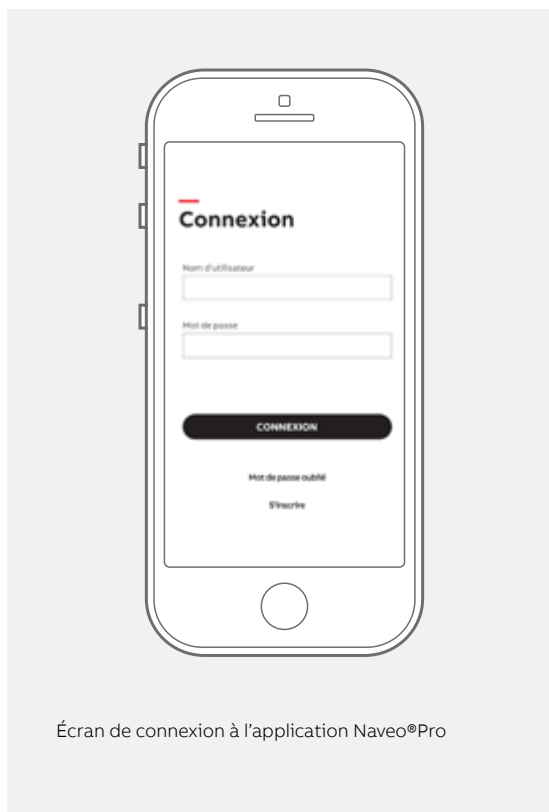 Connexion
Nom d'utilisateur
Mot de passe
CONNEXION
Mot de passe oublié
S'inscrire
Écran de connexion à l'application Naveo®Pro